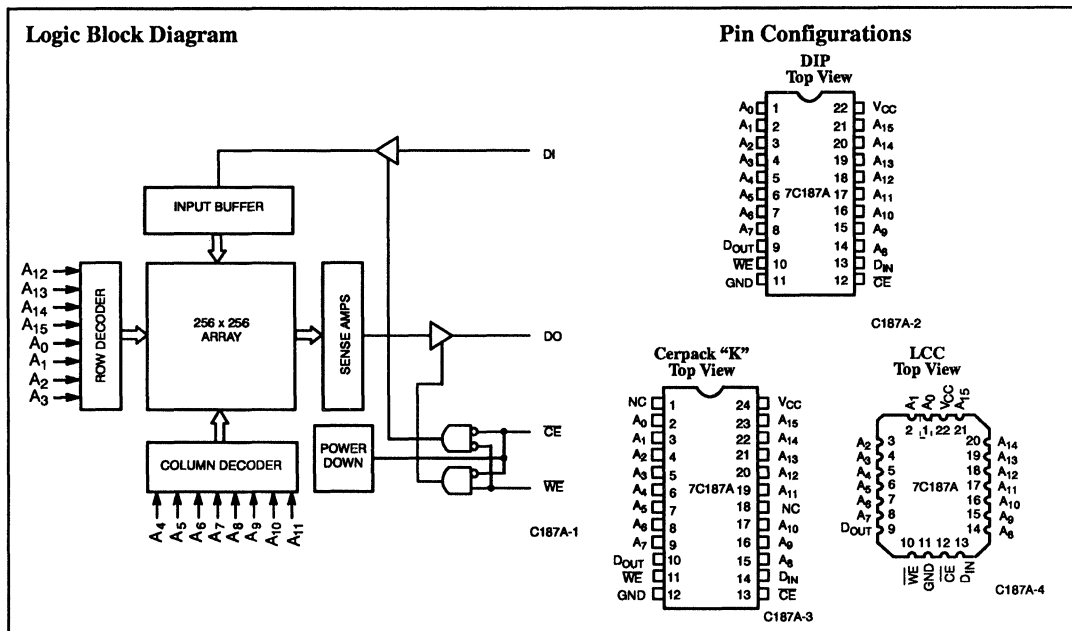 Logic Block Diagram
DI
INPUT BUFFER
A12
A13
A14
A15
A0
A1
A2
A3
ROW DECODER
256 x 256
ARRAY
SENSE AMPS
DO
COLUMN DECODER
POWER
DOWN
CE
WE
A4 A5 A6 A7 A8 A9 A10 A11
C187A-1
Pin Configurations
DIP
Top View
A0 1 22 VCC
A1 2 21 A15
A2 3 20 A14
A3 4 19 A13
A4 5 18 A12
A5 6 7C187A 17 A11
A6 7 16 A10
A7 8 15 A9
DOUT 9 14 A8
WE 10 13 DIN
GND 11 12 CE
C187A-2
Cerpack “K”
Top View
NC 1 24 VCC
A0 2 23 A15
A1 3 22 A14
A2 4 21 A13
A3 5 20 A12
A4 6 7C187A 19 A11
A5 7 18 NC
A6 8 17 A10
A7 9 16 A9
DOUT 10 15 A8
WE 11 14 DIN
GND 12 13 CE
C187A-3
LCC
Top View
A1 A0 VCC A15
2 1 22 21
A2 3 20 A14
A3 4 19 A13
A4 5 18 A12
A5 6 7C187A 17 A11
A6 7 16 A10
A7 8 15 A9
DOUT 9 14 A8
10 11 12 13
WE GND CE DIN
C187A-4